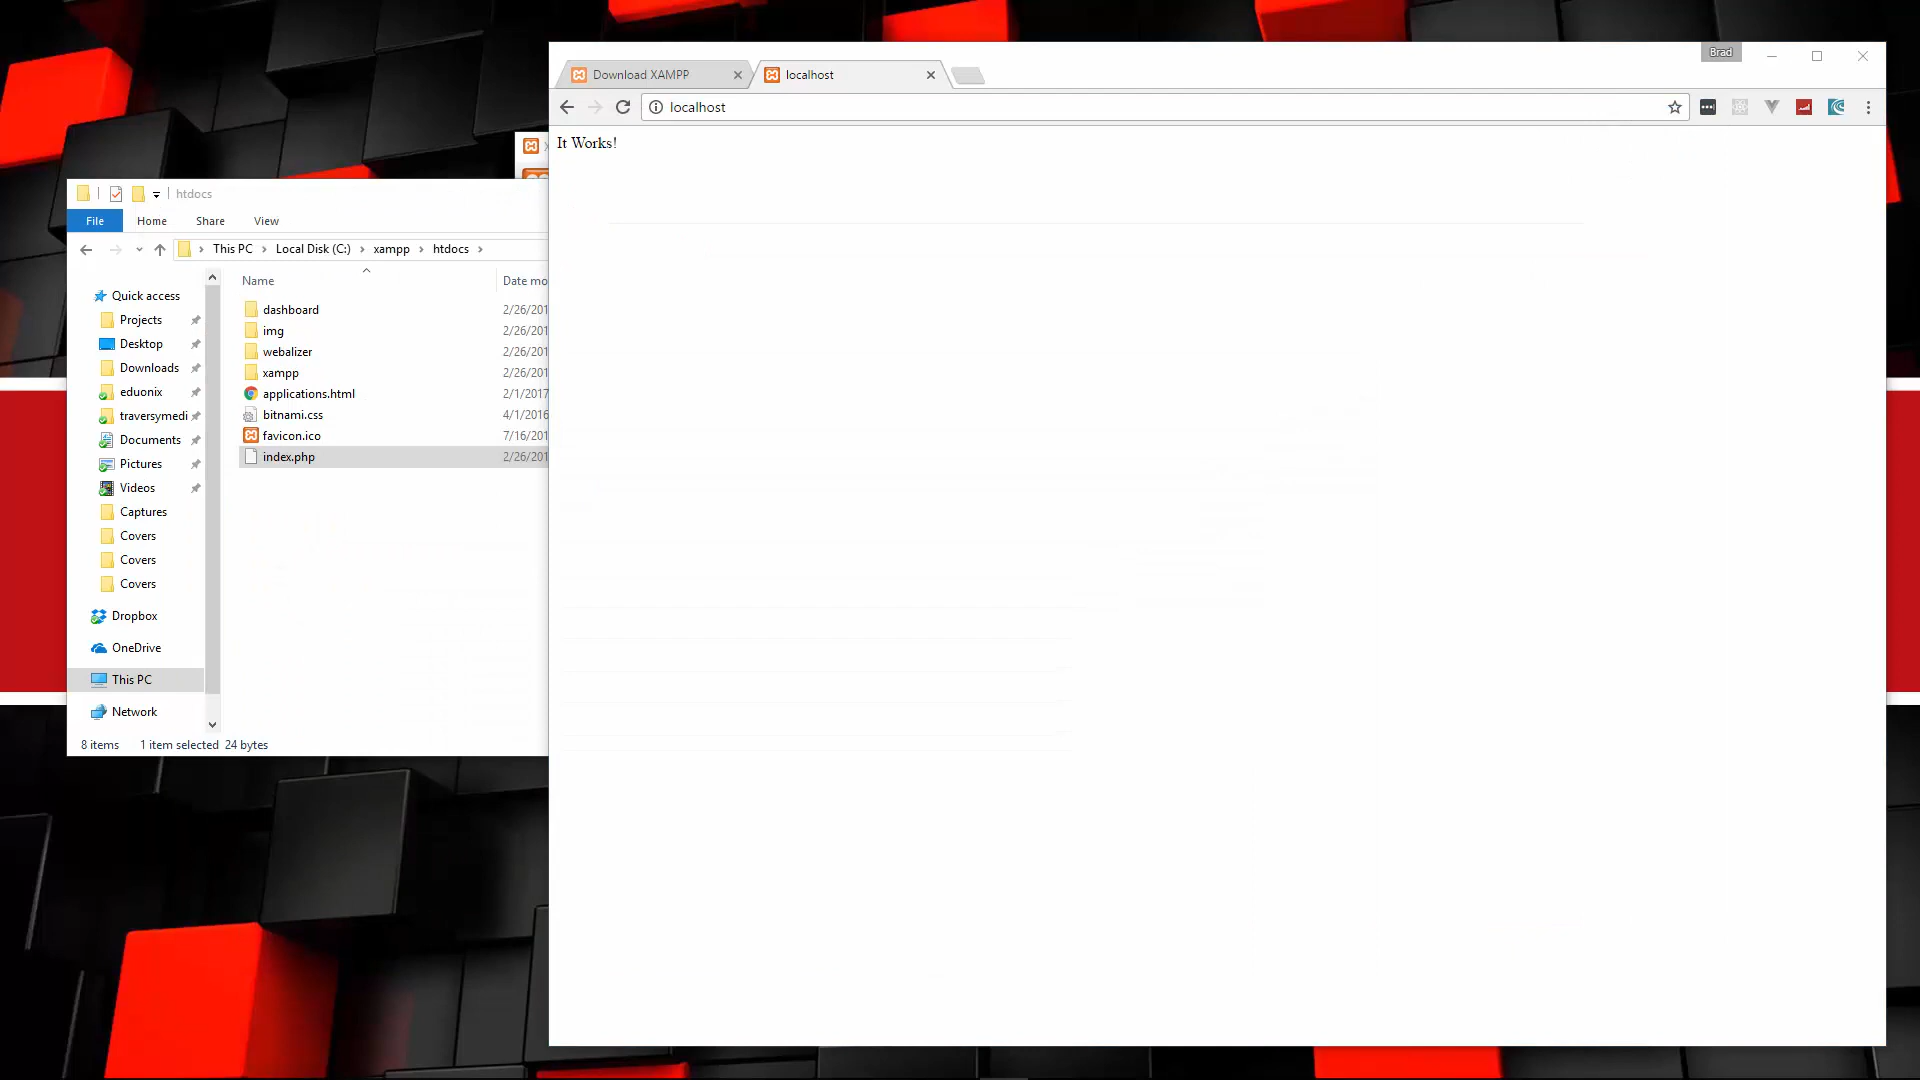 Brad
Download XAMPP
localhost
localhost
It Works!
htdocs
File Home Share View
This PC Local Disk (C:) xampp htdocs
Name Date mo
Quick access
Projects
Desktop
Downloads
eduonix
traversymedi
Documents
Pictures
Videos
Captures
Covers
Covers
Covers
Dropbox
OneDrive
This PC
Network
dashboard 2/26/201
img 2/26/201
webalizer 2/26/201
xampp 2/26/201
applications.html 2/1/2017
bitnami.css 4/1/2016
favicon.ico 7/16/201
index.php 2/26/201
8 items 1 item selected 24 bytes